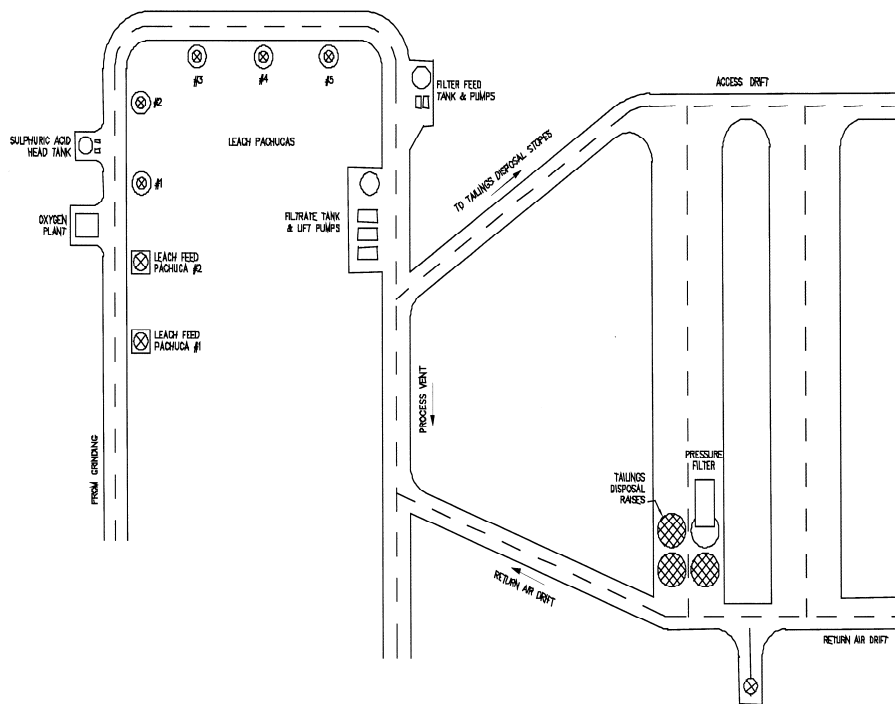 ACCESS DRIFT
#3
#4
#5
FILTER FEED
TANK & PUMPS
#2
SULPHURIC ACID
HEAD TANK
LEACH PACHUCAS
TO TAILINGS DISPOSAL STOPES
#1
OXYGEN
PLANT
FILTRATE TANK
& LIFT PUMPS
LEACH FEED
PACHUCA #2
LEACH FEED
PACHUCA #1
PROCESS VENT
FROM GRINDING
PRESSURE
FILTER
TAILINGS
DISPOSAL
RAISES
RETURN AIR DRIFT
RETURN AIR DRIFT